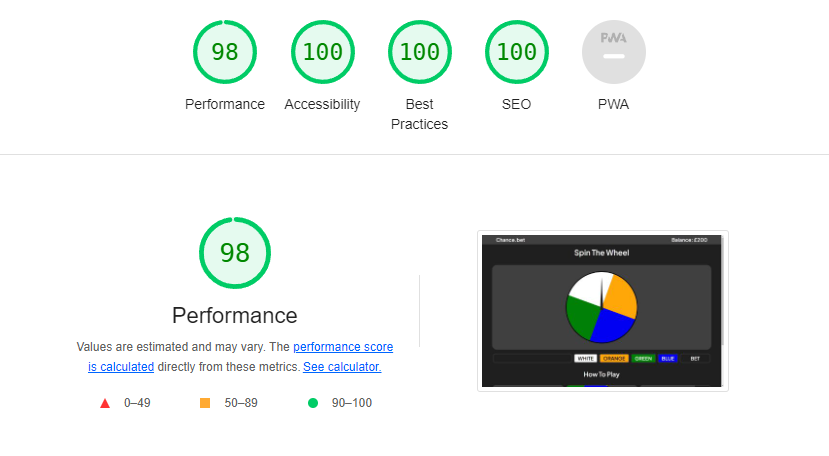 98
100
100
100
PWA
Performance
Accessibility
Best
Practices
SEO
PWA
98
Performance
Values are estimated and may vary. The performance score
is calculated directly from these metrics. See calculator.
0–49
50–89
90–100
Chance.bet
Balance: £200
Spin The Wheel
WHITE
ORANGE
GREEN
BLUE
BET
How To Play